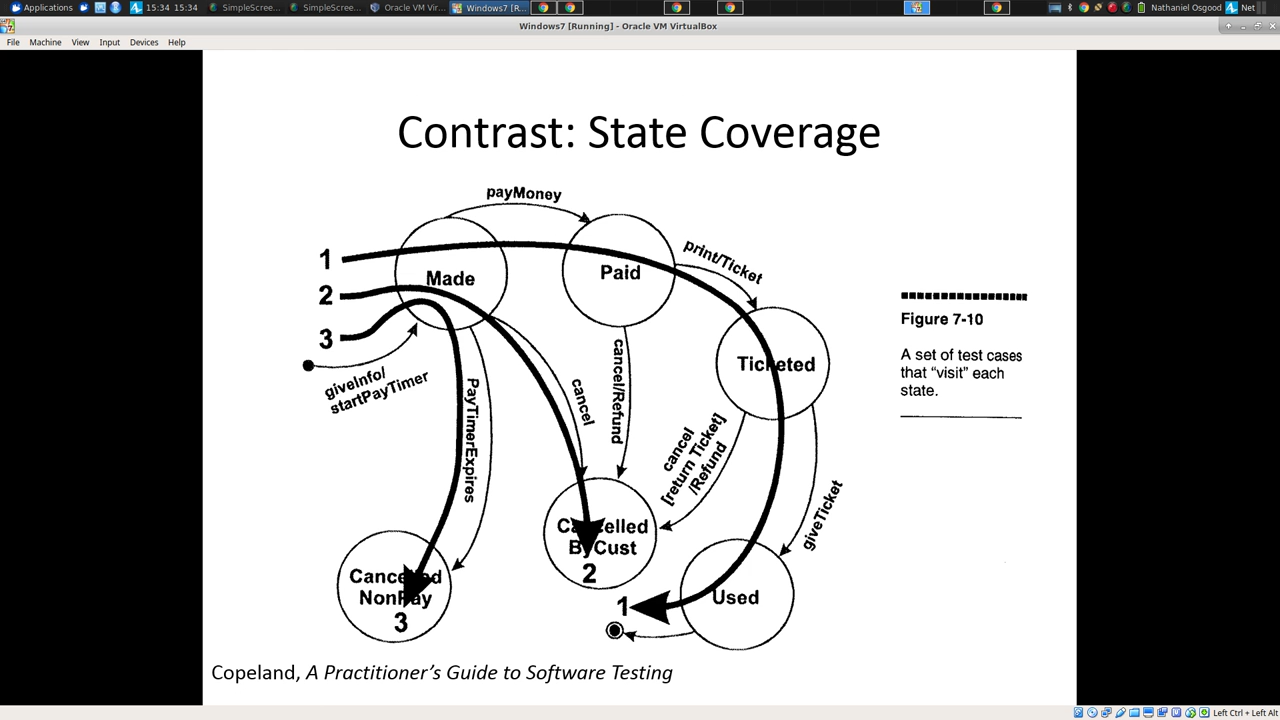 Applications
15:34 15:34
SimpleScree...
SimpleScree...
Oracle VM Vir...
Windows7 [R...
Nathaniel Osgood
Net
Windows7 [Running] - Oracle VM VirtualBox
File Machine View Input Devices Help
Contrast: State Coverage
payMoney
1
2
3
Made
Paid
print/Ticket
Ticketed
giveInfo/
startPayTimer
PayTimerExpires
cancel
cancel/Refund
cancel
[return Ticket]
/Refund
giveTicket
Cancelled
NonPay
3
Cancelled
ByCust
2
1
Used
Figure 7-10
A set of test cases
that “visit” each
state.
Copeland, A Practitioner’s Guide to Software Testing
Left Ctrl + Left Alt